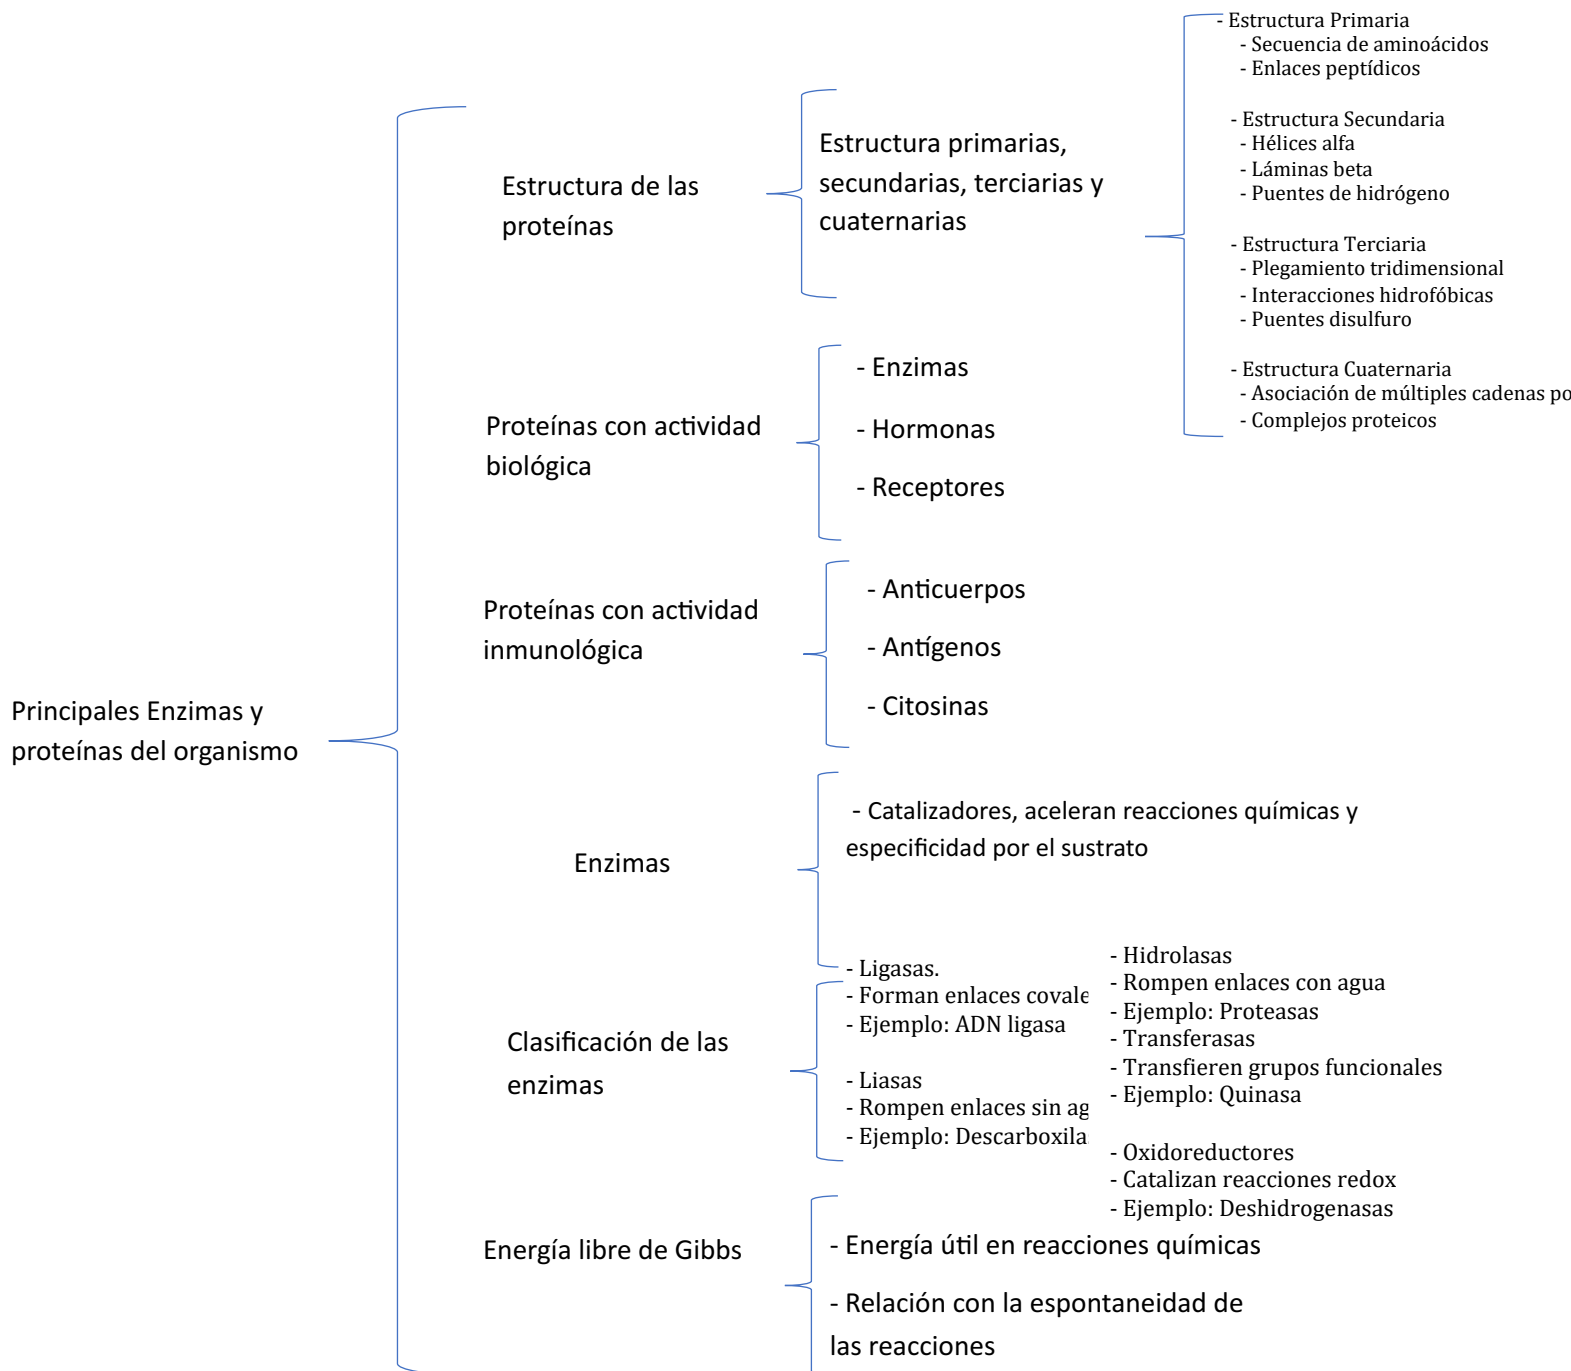 Principales Enzimas y
proteínas del organismo
Estructura de las
proteínas
Estructura primarias,
secundarias, terciarias y
cuaternarias
- Estructura Primaria
- Secuencia de aminoácidos
- Enlaces peptídicos
- Estructura Secundaria
- Hélices alfa
- Láminas beta
- Puentes de hidrógeno
- Estructura Terciaria
- Plegamiento tridimensional
- Interacciones hidrofóbicas
- Puentes disulfuro
- Estructura Cuaternaria
- Asociación de múltiples cadenas
- Complejos proteicos
Proteínas con actividad
biológica
- Enzimas
- Hormonas
- Receptores
Proteínas con actividad
inmunológica
- Anticuerpos
- Antígenos
- Citosinas
Enzimas
- Catalizadores, aceleran reacciones químicas y
especificidad por el sustrato
Clasificación de las
enzimas
- Ligasas.
- Forman enlaces
- Ejemplo: ADN ligasa
- Liasas
- Rompen enlaces sin
- Ejemplo:
- Hidrolasas
- Rompen enlaces con agua
- Ejemplo: Proteasas
- Transferasas
- Transfieren grupos funcionales
- Ejemplo: Quinasa
- Oxidoreductores
- Catalizan reacciones redox
- Ejemplo: Deshidrogenasas
Energía libre de Gibbs
- Energía útil en reacciones químicas
- Relación con la espontaneidad de
las reacciones